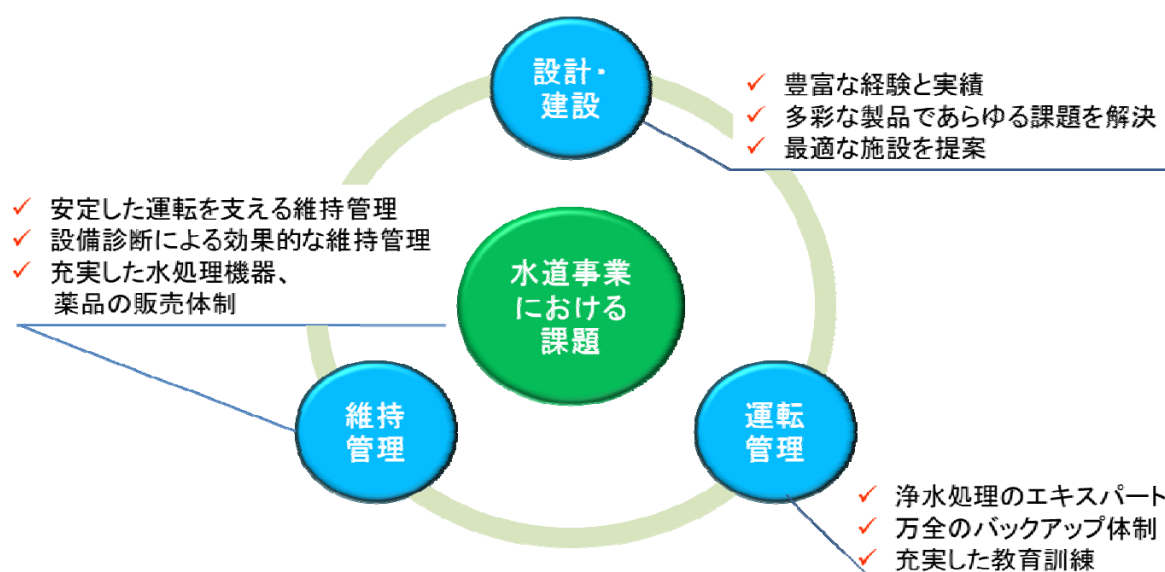 設計・
建設
豊富な経験と実績
多彩な製品であらゆる課題を解決
最適な施設を提案
安定した運転を支える維持管理
設備診断による効果的な維持管理
充実した水処理機器、
薬品の販売体制
水道事業
における
課題
維持
管理
運転
管理
浄水処理のエキスパート
万全のバックアップ体制
充実した教育訓練